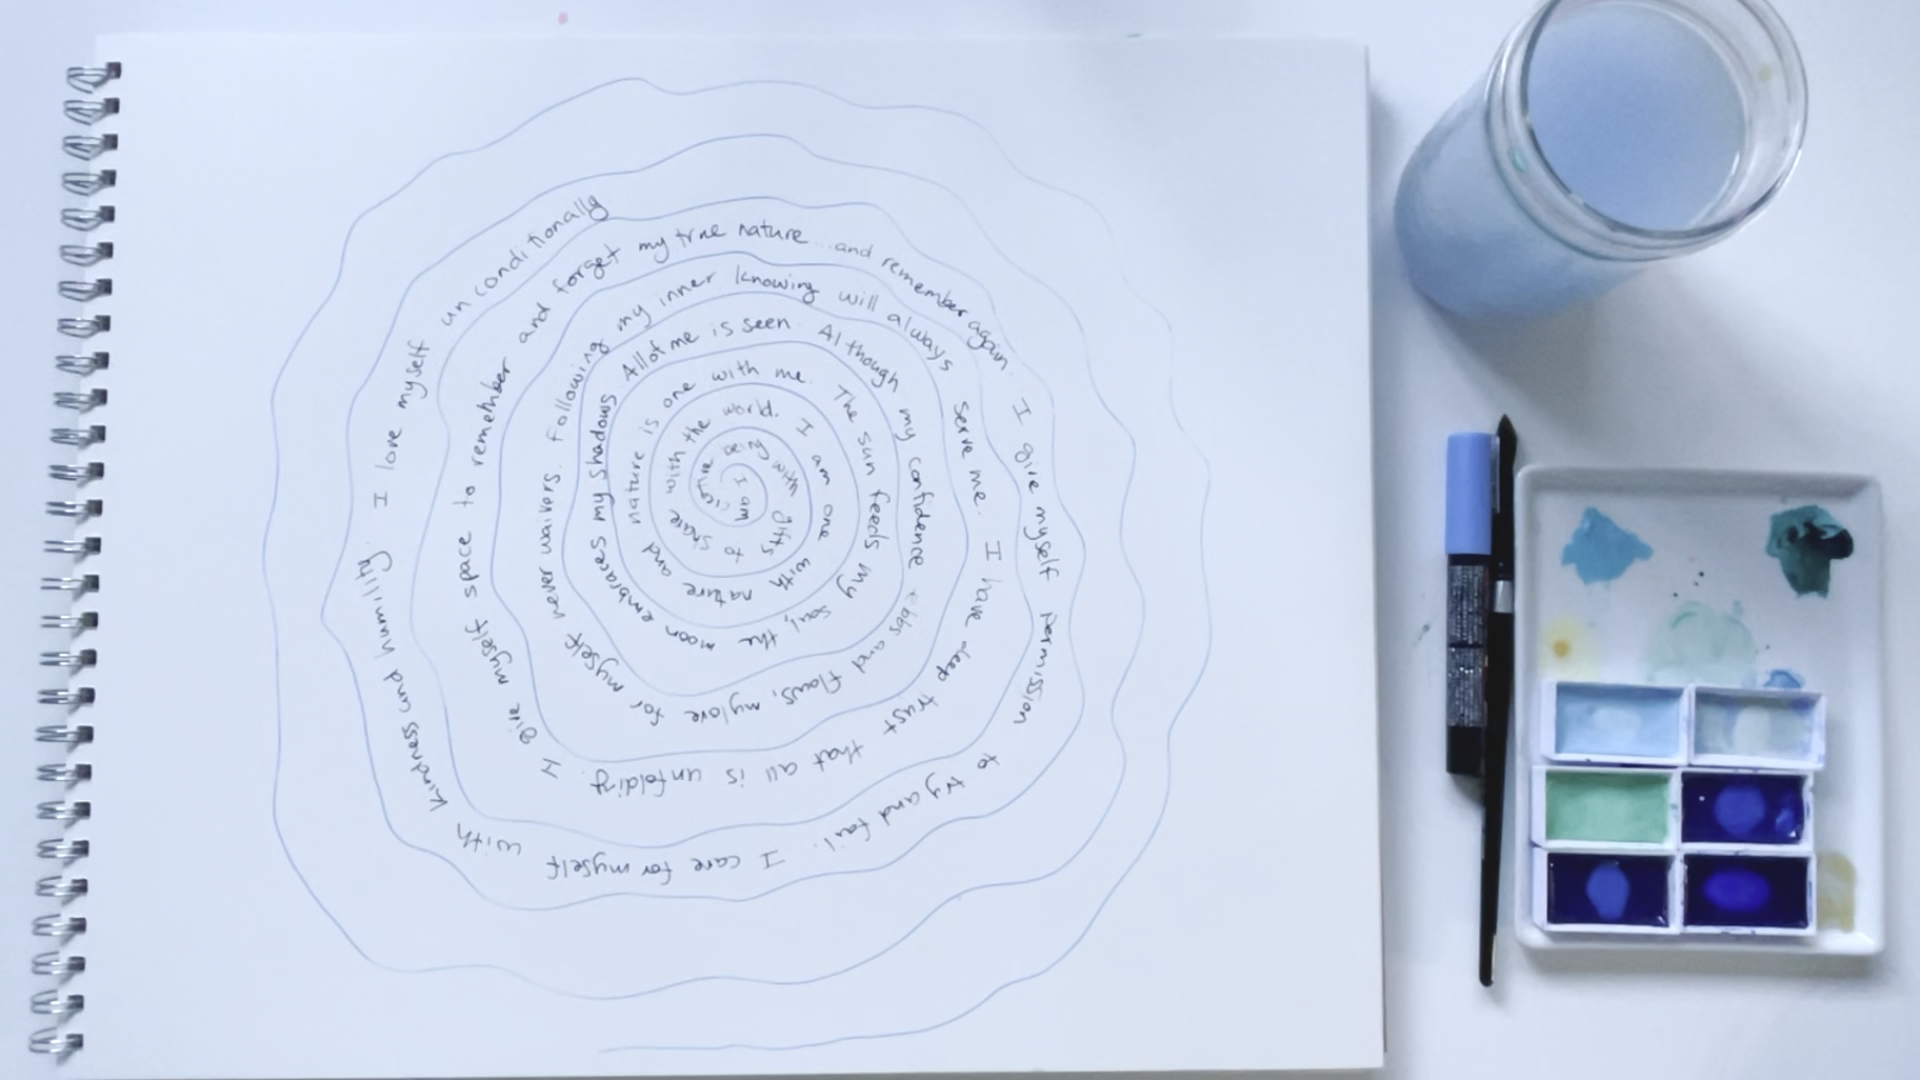 I am creative being with gifts to share with the world. I am one with nature and nature is one with me. The sun feeds my soul, the moon embraces my shadows. All of me is seen. Although my confidence ebbs and flows, my love for myself never waivers. Following my inner knowing will always serve me. I have deep trust that all is unfolding. I give myself space to remember and forget my true nature...and remember again. I give myself permission to try and fail. I care for myself with kindness and humility. I love myself unconditionally